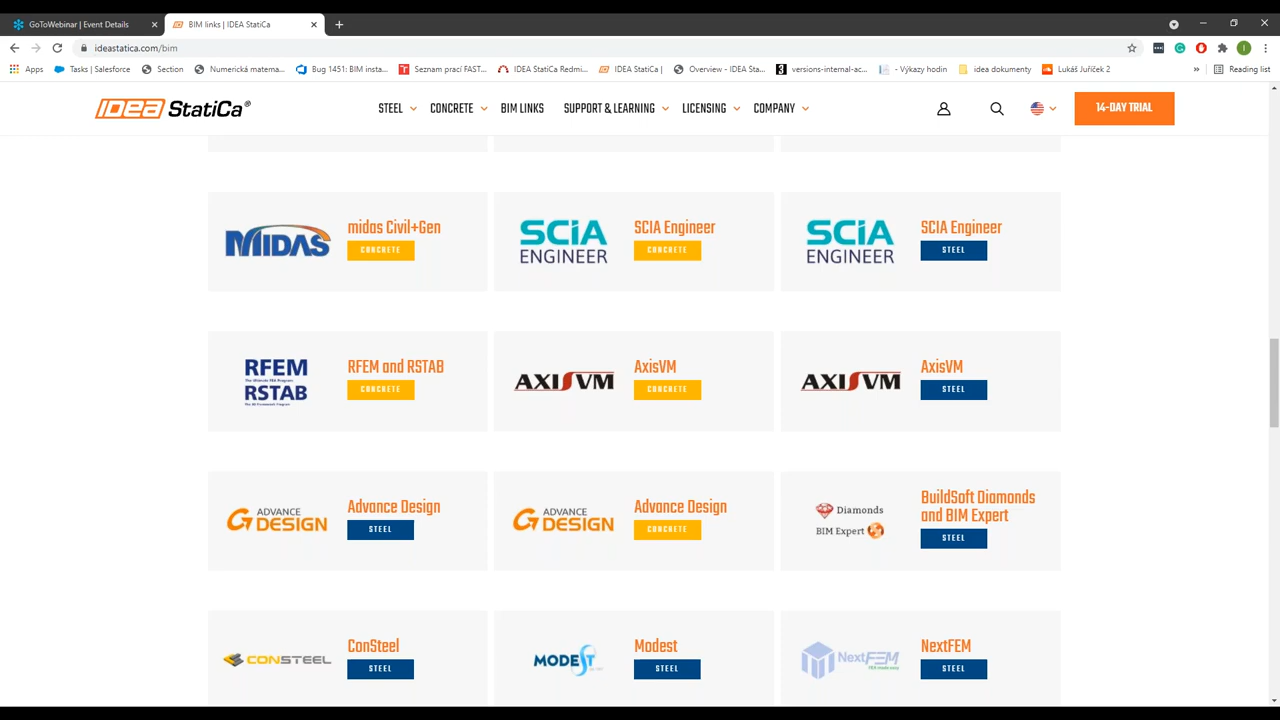 GoToWebinar | Event Details
BIM links | IDEA StatiCa
ideastatica.com/bim
Apps
Tasks | Salesforce
Section
Numerická matema...
Bug 1451: BIM insta...
Seznam prací FAST...
IDEA StatiCa Redmi...
IDEA StatiCa |
Overview - IDEA Sta...
versions-internal-ac...
- Výkazy hodin
idea dokumenty
Lukáš Juříček 2
»
Reading list
IDEA StatiCa®
STEEL
CONCRETE
BIM LINKS
SUPPORT & LEARNING
LICENSING
COMPANY
14-DAY TRIAL
MIDAS
midas Civil+Gen
CONCRETE
SCIA
ENGINEER
SCIA Engineer
CONCRETE
SCIA
ENGINEER
SCIA Engineer
STEEL
RFEM
RSTAB
RFEM and RSTAB
CONCRETE
AXISVM
AxisVM
CONCRETE
AXISVM
AxisVM
STEEL
ADVANCE
DESIGN
Advance Design
STEEL
ADVANCE
DESIGN
Advance Design
CONCRETE
Diamonds
BIM Expert
BuildSoft Diamonds
and BIM Expert
STEEL
CONSTEEL
ConSteel
STEEL
MODEST
Modest
STEEL
NextFEM
NextFEM
STEEL